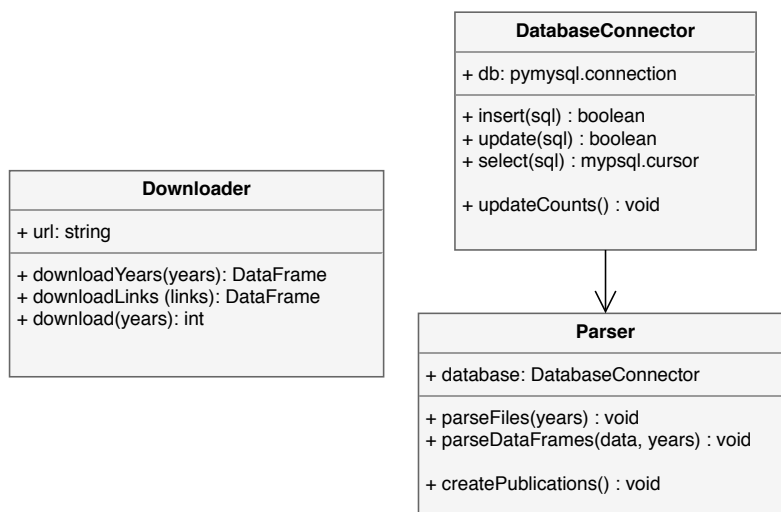 DatabaseConnector
+ db: pymysql.connection
+ insert(sql) : boolean
+ update(sql) : boolean
+ select(sql) : mypsql.cursor
+ updateCounts() : void
Downloader
+ url: string
+ downloadYears(years): DataFrame
+ downloadLinks (links): DataFrame
+ download(years): int
Parser
+ database: DatabaseConnector
+ parseFiles(years) : void
+ parseDataFrames(data, years) : void
+ createPublications() : void